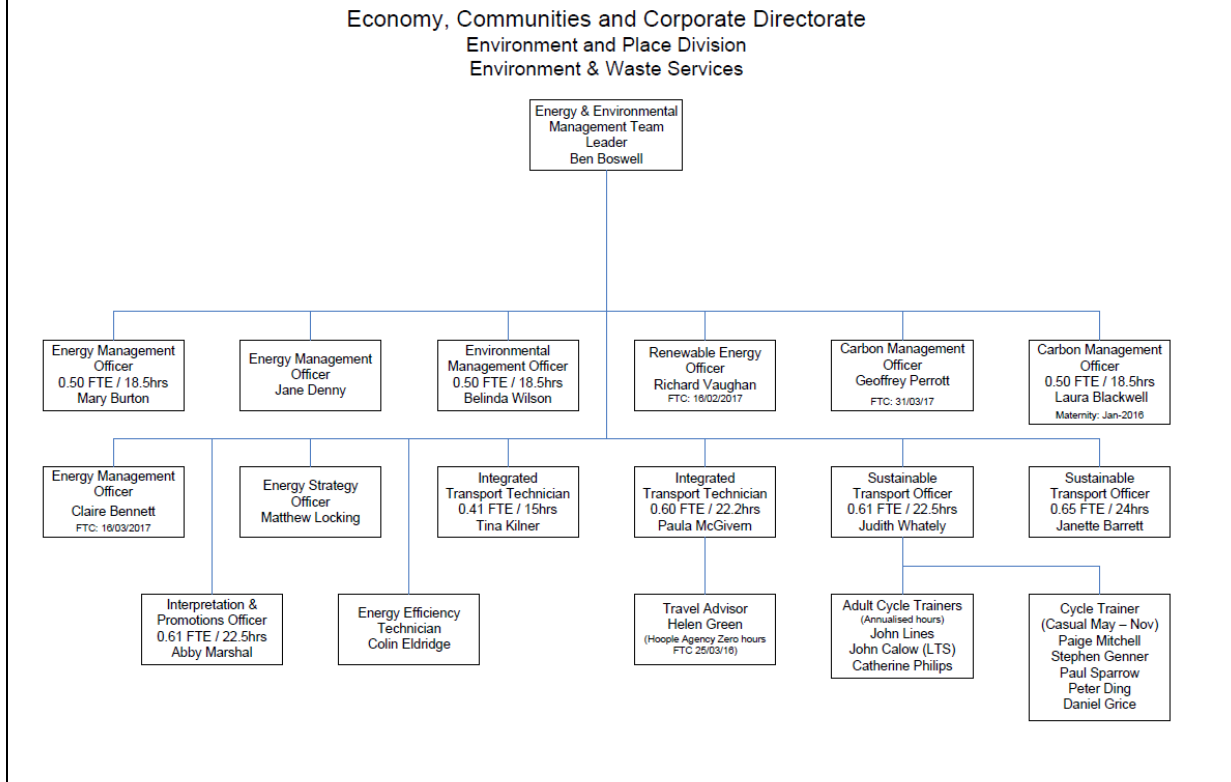 Economy, Communities and Corporate Directorate
Environment and Place Division
Environment & Waste Services
Energy & Environmental
Management Team
Leader
Ben Boswell
Energy Management
Officer
0.50 FTE / 18.5hrs
Mary Burton
Energy Management
Officer
Jane Denny
Environmental
Management Officer
0.50 FTE / 18.5hrs
Belinda Wilson
Renewable Energy
Officer
Richard Vaughan
FTC: 16/02/2017
Carbon Management
Officer
Geoffrey Perrott
FTC: 31/03/17
Carbon Management
Officer
0.50 FTE / 18.5hrs
Laura Blackwell
Maternity: Jan-2016
Energy Management
Officer
Claire Bennett
FTC: 16/03/2017
Energy Strategy
Officer
Matthew Locking
Integrated
Transport Technician
0.41 FTE / 15hrs
Tina Kilner
Integrated
Transport Technician
0.60 FTE / 22.2hrs
Paula McGivern
Sustainable
Transport Officer
0.61 FTE / 22.5hrs
Judith Whately
Sustainable
Transport Officer
0.65 FTE / 24hrs
Janette Barrett
Interpretation &
Promotions Officer
0.61 FTE / 22.5hrs
Abby Marshal
Energy Efficiency
Technician
Colin Eldridge
Travel Advisor
Helen Green
(Hoople Agency Zero hours
FTC 25/03/16)
Adult Cycle Trainers
(Annualised hours)
John Lines
John Calow (LTS)
Catherine Philips
Cycle Trainer
(Casual May – Nov)
Paige Mitchell
Stephen Genner
Paul Sparrow
Peter Ding
Daniel Grice